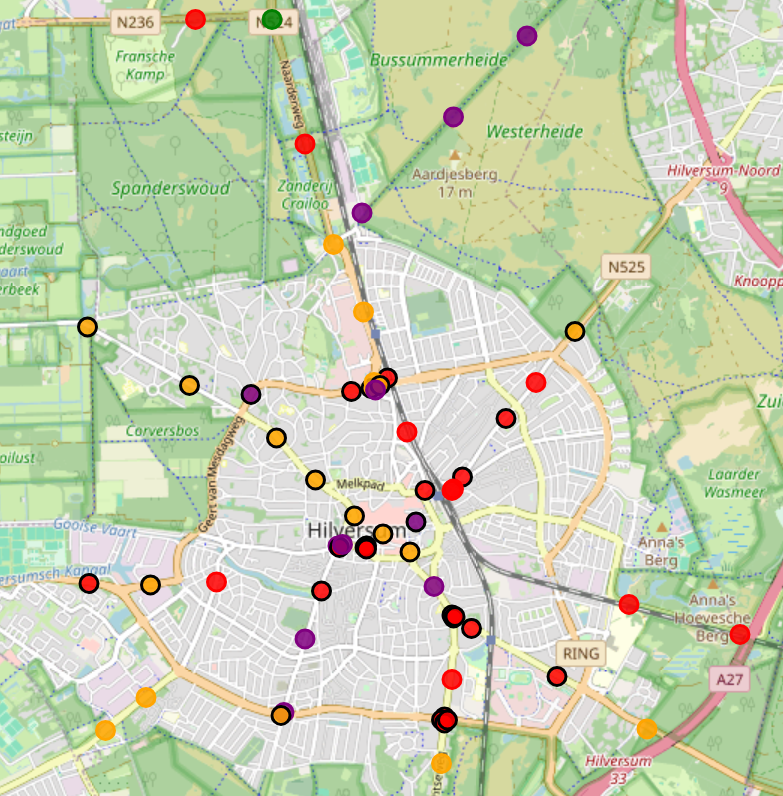 N236
Fransche
Kamp
Naarderweg
Bussummerheide
steijn
Westerheide
Hilversum-Noord
9
Aardjesberg
17 m
Spanderswoud
Zanderij
Crailoo
ndgoed
derswoud
aart
erbeek
N525
Knoopp
Corversbos
Zui
oilust
Geert van Mesdagweg
Melkpad
Laarder
Wasmeer
Gooise Vaart
Hilversum
Anna's
Berg
ersumsch Kanaal
Anna's
Hoevesche
Berg
RING
A27
Hilversum
33